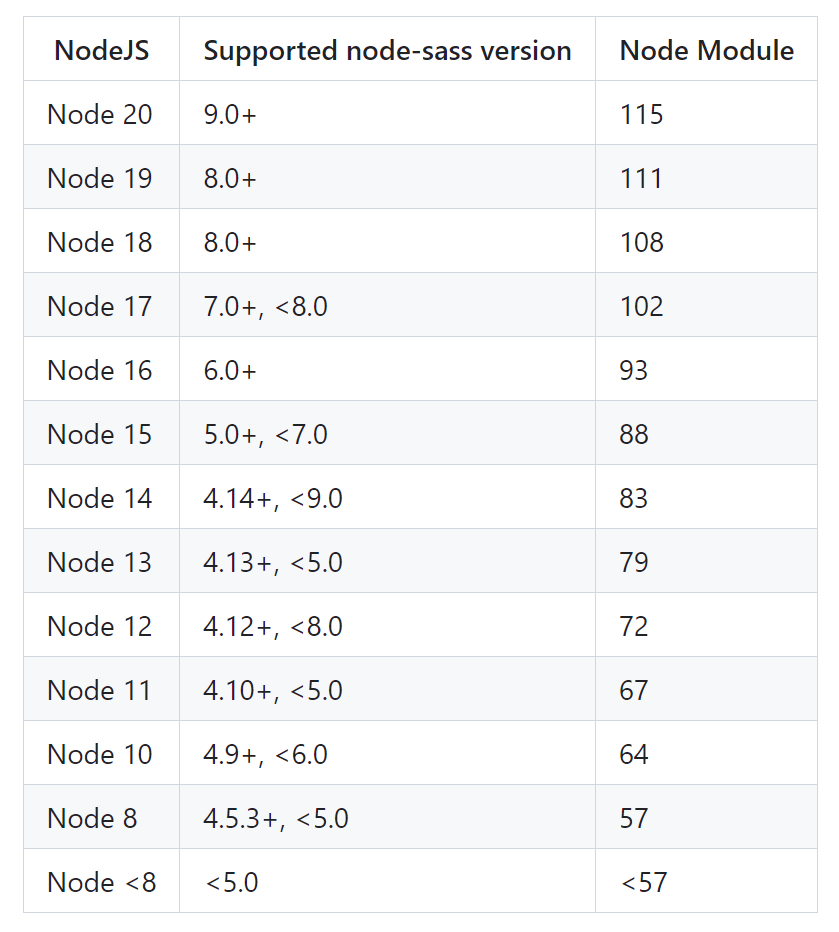 NodeJS Supported node-sass version Node Module
Node 20 9.0+ 115
Node 19 8.0+ 111
Node 18 8.0+ 108
Node 17 7.0+, <8.0 102
Node 16 6.0+ 93
Node 15 5.0+, <7.0 88
Node 14 4.14+, <9.0 83
Node 13 4.13+, <5.0 79
Node 12 4.12+, <8.0 72
Node 11 4.10+, <5.0 67
Node 10 4.9+, <6.0 64
Node 8 4.5.3+, <5.0 57
Node <8 <5.0 <57